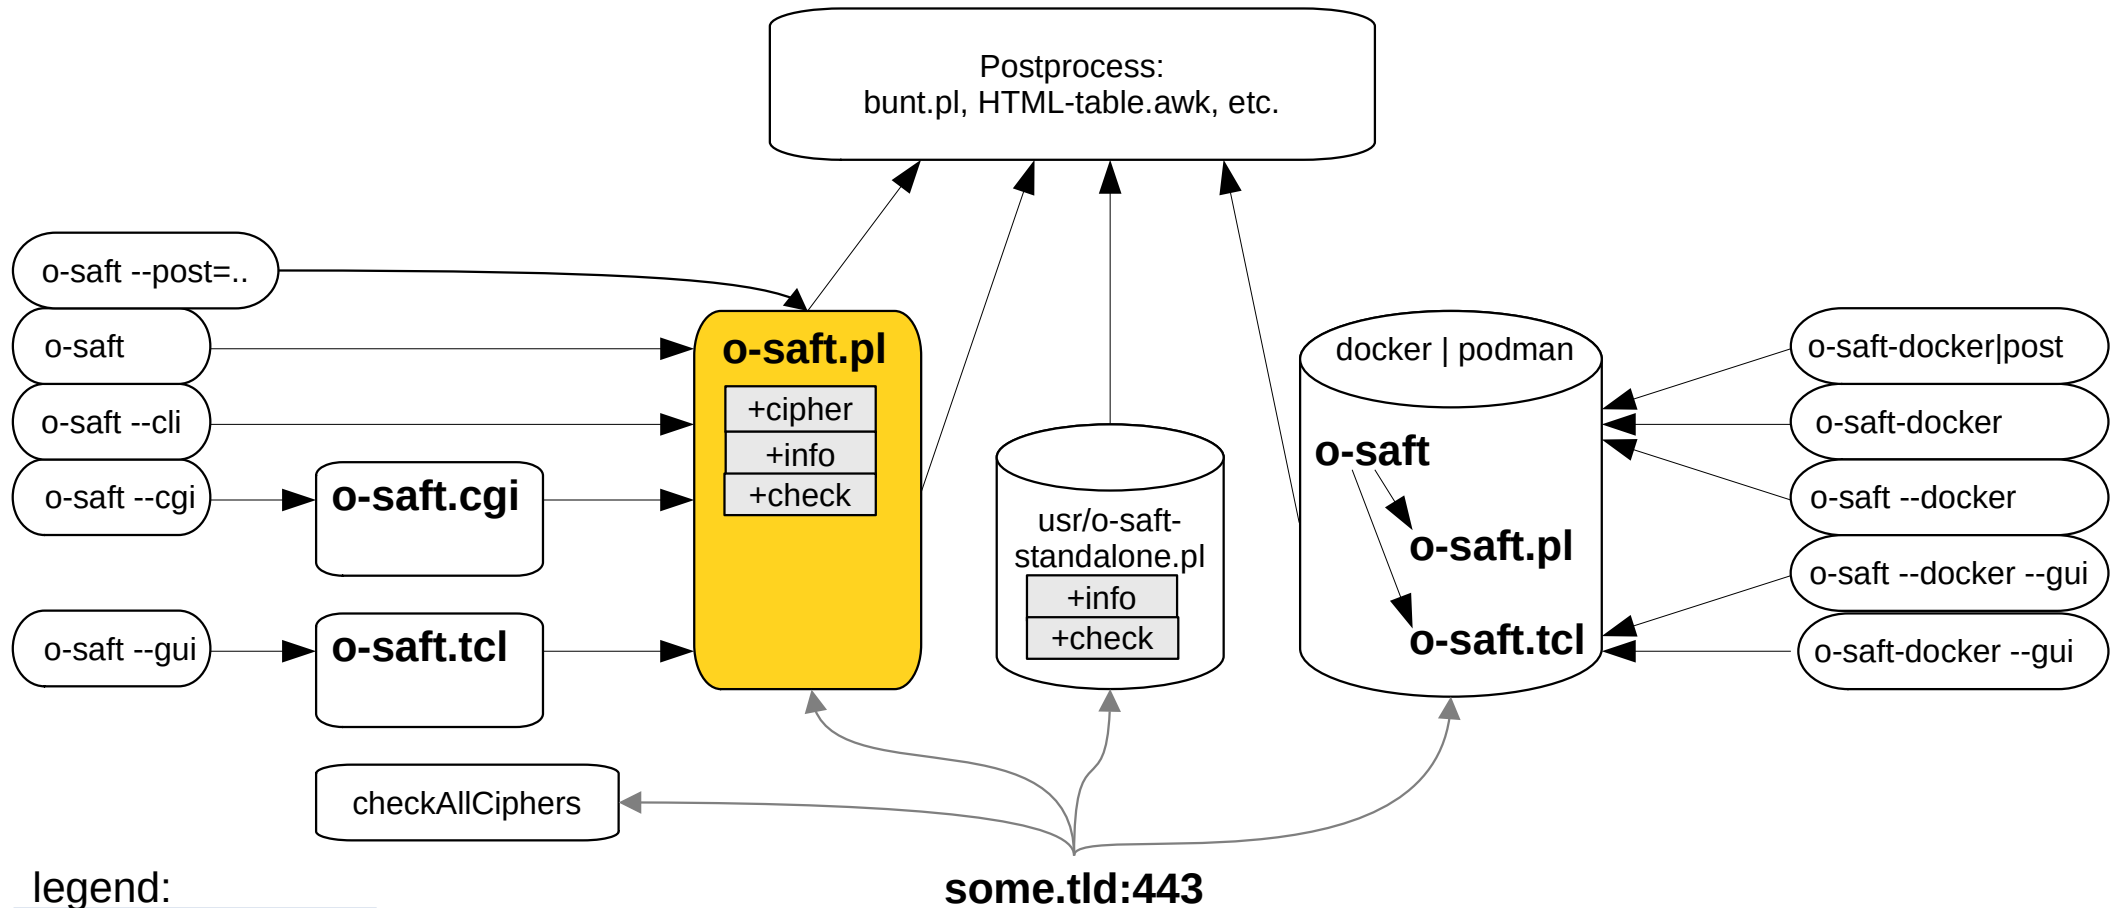 Postprocess:
bunt.pl, HTML-table.awk, etc.
o-saft --post=..
o-saft
o-saft --cli
o-saft --cgi
o-saft --gui
o-saft.cgi
o-saft.tcl
checkAllCiphers
o-saft.pl
+cipher
+info
+check
usr/o-saft-
standalone.pl
+info
+check
docker | podman
o-saft
o-saft.pl
o-saft.tcl
o-saft-docker|post
o-saft-docker
o-saft --docker
o-saft --docker --gui
o-saft-docker --gui
legend:
some.tld:443